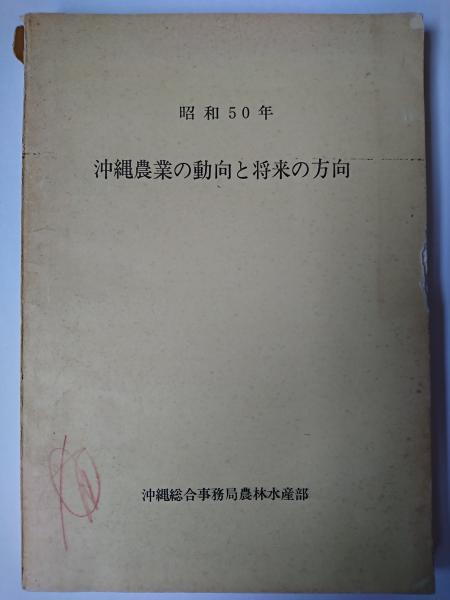 昭和50年
沖縄農業の動向と将来の方向
沖縄総合事務局農林水産部